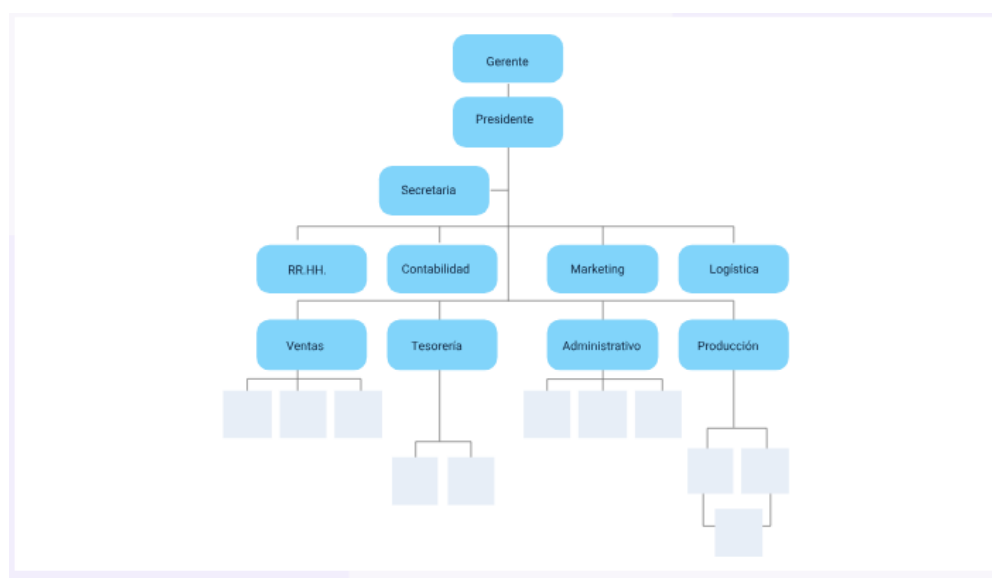 Gerente
Presidente
Secretaria
RR.HH.
Contabilidad
Marketing
Logística
Ventas
Tesorería
Administrativo
Producción